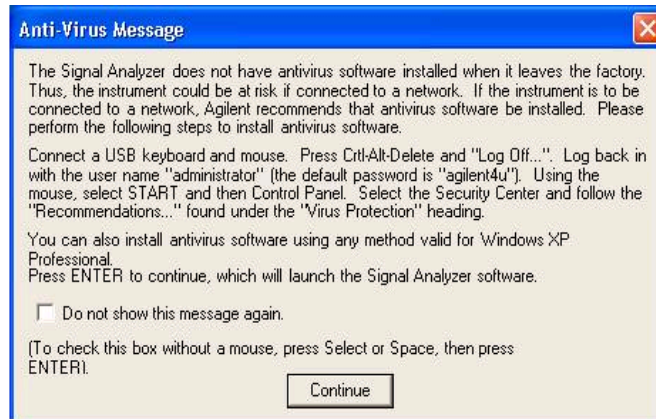 Anti-Virus Message
The Signal Analyzer does not have antivirus software installed when it leaves the factory.
Thus, the instrument could be at risk if connected to a network. If the instrument is to be
connected to a network, Agilent recommends that antivirus software be installed. Please
perform the following steps to install antivirus software.
Connect a USB keyboard and mouse. Press Crtl-Alt-Delete and "Log Off...". Log back in
with the user name "administrator" (the default password is "agilent4u"). Using the
mouse, select START and then Control Panel. Select the Security Center and follow the
"Recommendations..." found under the "Virus Protection" heading.
You can also install antivirus software using any method valid for Windows XP
Professional.
Press ENTER to continue, which will launch the Signal Analyzer software.
Do not show this message again.
(To check this box without a mouse, press Select or Space, then press
ENTER).
Continue